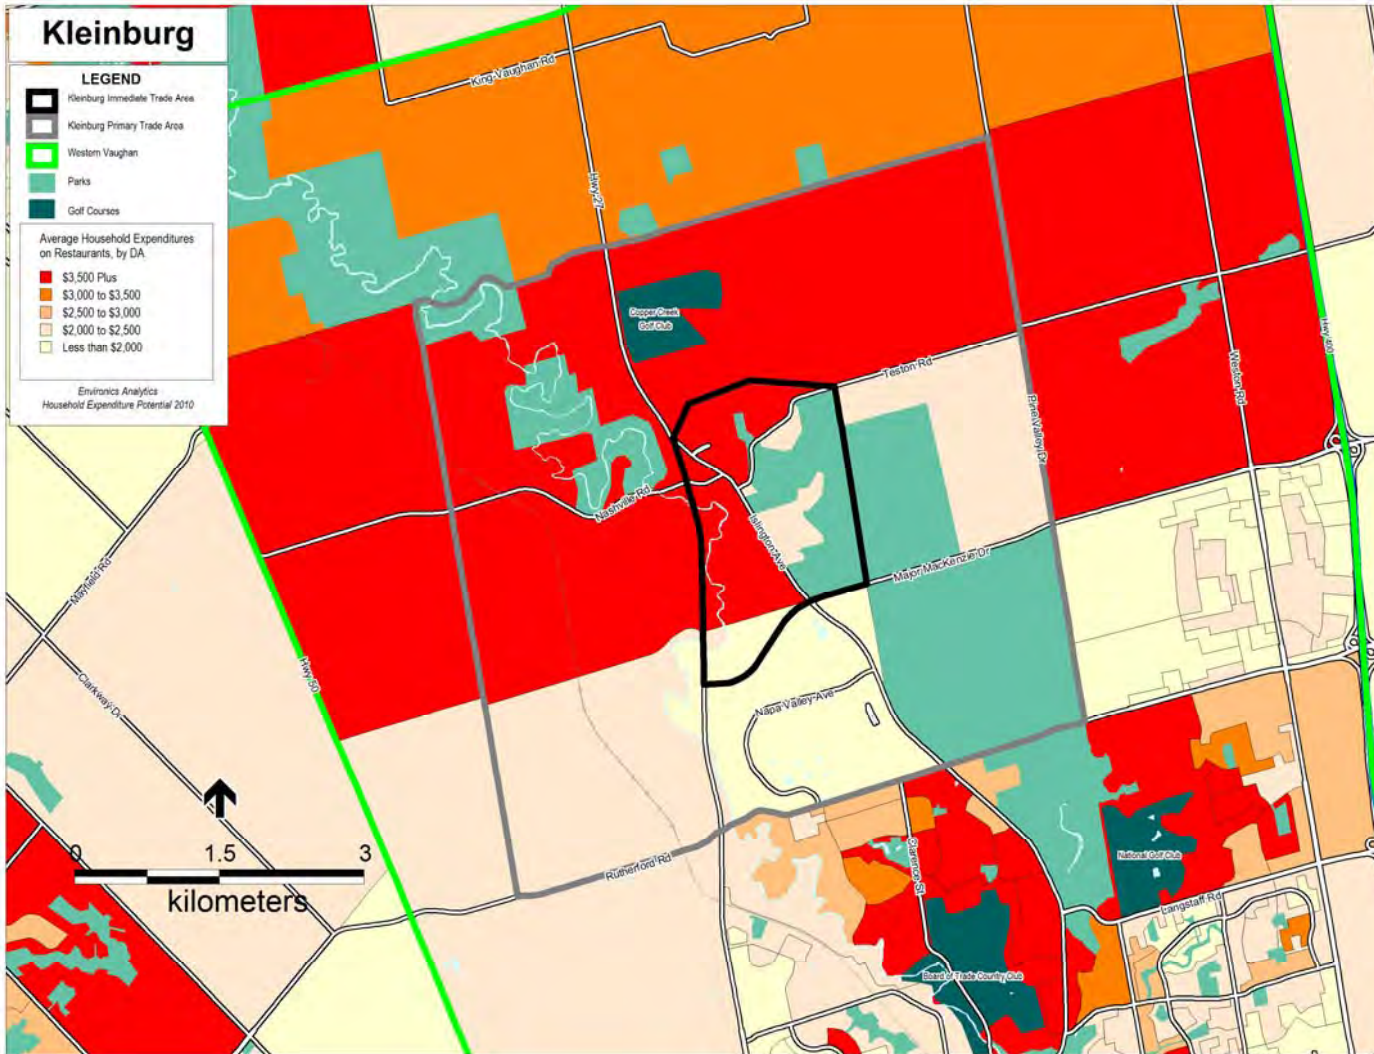 Kleinburg
LEGEND
Kleinburg Immediate Trade Area
Kleinburg Primary Trade Area
Western Vaughan
Parks
Golf Courses
Average Household Expenditures
on Restaurants, by DA
$3,500 Plus
$3,000 to $3,500
$2,500 to $3,000
$2,000 to $2,500
Less than $2,000
Environics Analytics
Household Expenditure Potential 2010
King-Vaughan Rd
Hwy-27
Copper Creek
Golf Club
Teston Rd
Hwy 400
Weston Rd
Pine Valley Dr
Nashville Rd
Islington Ave
Major MacKenzie Dr
Mayfield Rd
Hwy 50
Clarkway Dr
Napa Valley Ave
0 1.5 3
kilometers
Rutherford Rd
Clarence St
National Golf Club
Langstaff Rd
Board of Trade Country Club